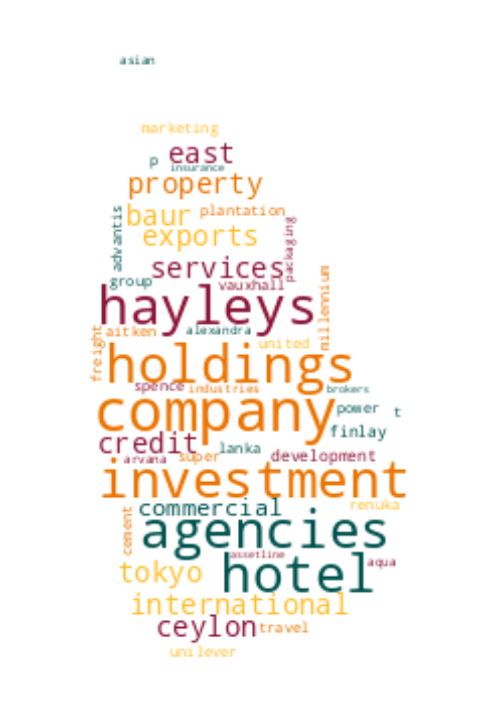 asian
marketing
p east
insurance
property
baur plantation
advantis
exports
packaging
services
group vauxhall
hayleys
millennium
aitken alexandra
freight
united
holdings
spence industries brokers
company power t
finlay
credit lanka
arvana super development
investment
commercial renuka
cement
agencies
assetline
hotel aqua
tokyo
international
ceylon travel
unilever